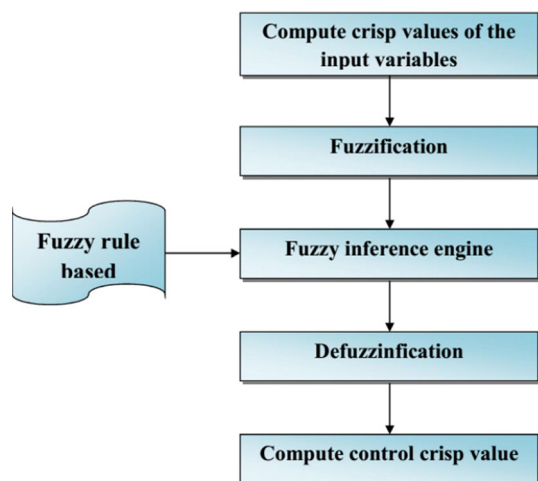 Compute crisp values of the
input variables
Fuzzification
Fuzzy rule
based
Fuzzy inference engine
Defuzzinfication
Compute control crisp value